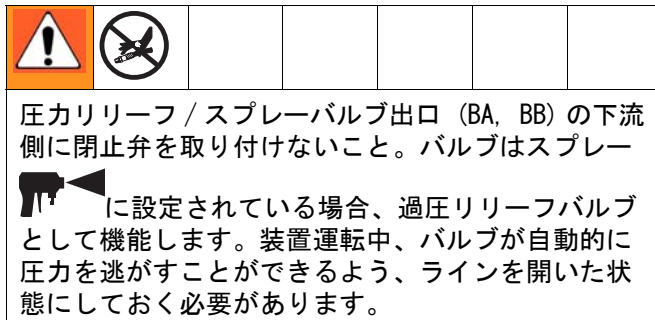 圧力リリーフ / スプレーバルブ出口 (BA, BB) の下流
側に閉止弁を取り付けないこと。バルブはスプレー
に設定されている場合、過圧リリーフバルブ
として機能します。装置運転中、バルブが自動的に
圧力を逃がすことができるよう、ラインを開いた状
態にしておく必要があります。